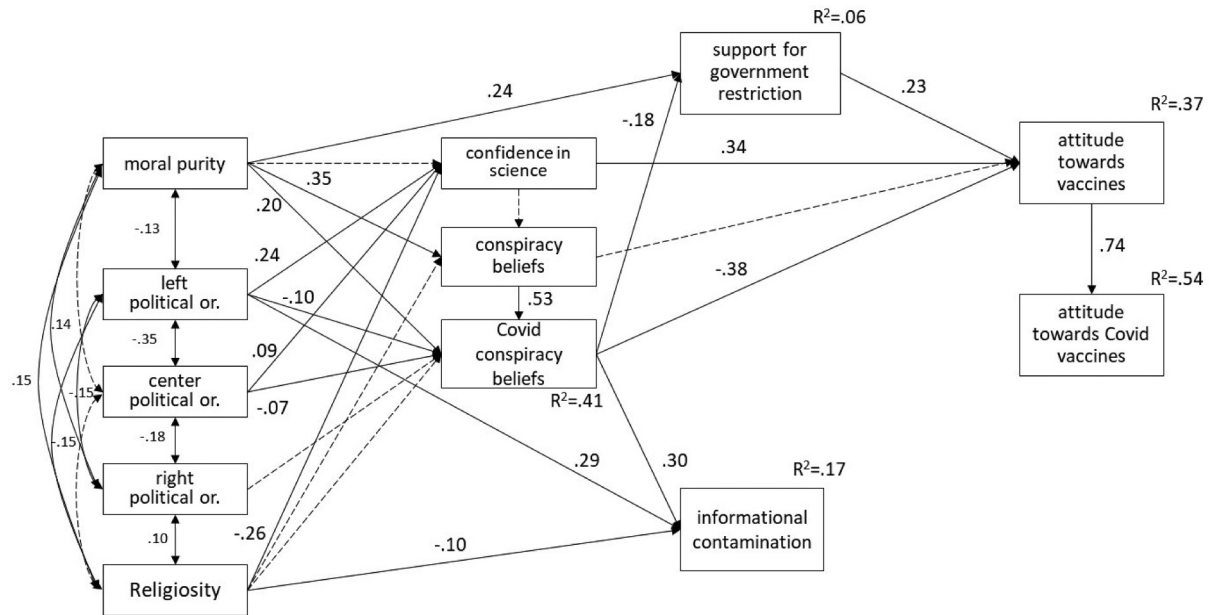 R²=.06
support for
government
restriction
.24
.23
-.18
R²=.37
moral purity
confidence in
science
.34
attitude
towards
vaccines
.35
.20
-.13
.24
conspiracy
beliefs
-.38
.74
left
political or.
-.10
.53
R²=.54
.14
-.35
.09
Covid
conspiracy
beliefs
attitude
towards Covid
vaccines
.15
-.15
center
political or.
-.07
R²=.41
-.15
-.18
right
political or.
.29
.30
R²=.17
.10
-.26
informational
contamination
-.10
Religiosity